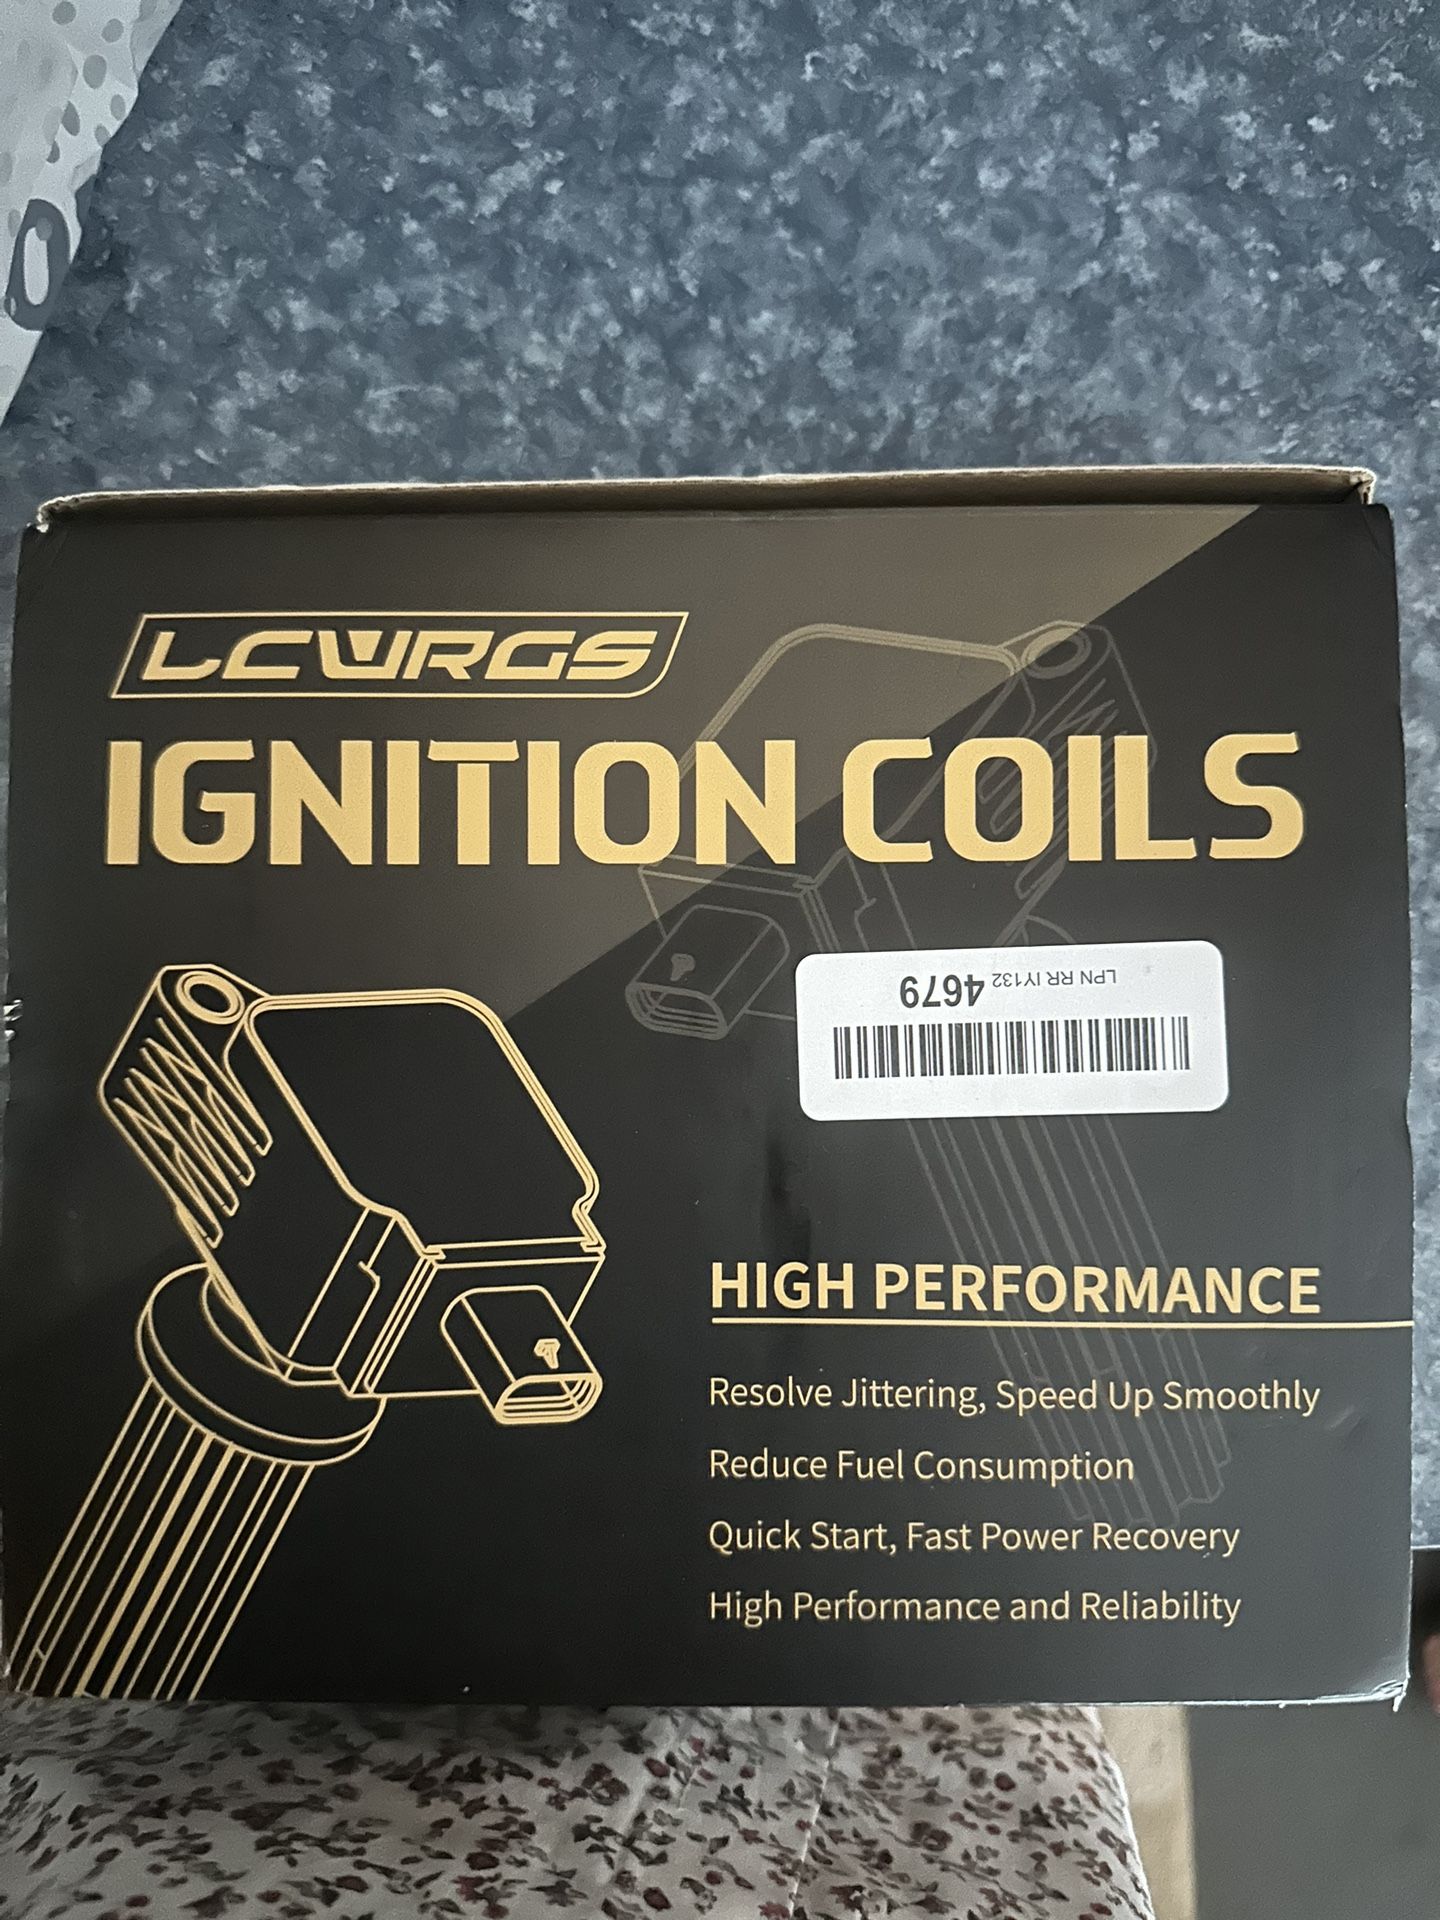 LCWRGS
IGNITION COILS
LPN RR IY132 4679
HIGH PERFORMANCE
Resolve Jittering, Speed Up Smoothly
Reduce Fuel Consumption
Quick Start, Fast Power Recovery
High Performance and Reliability